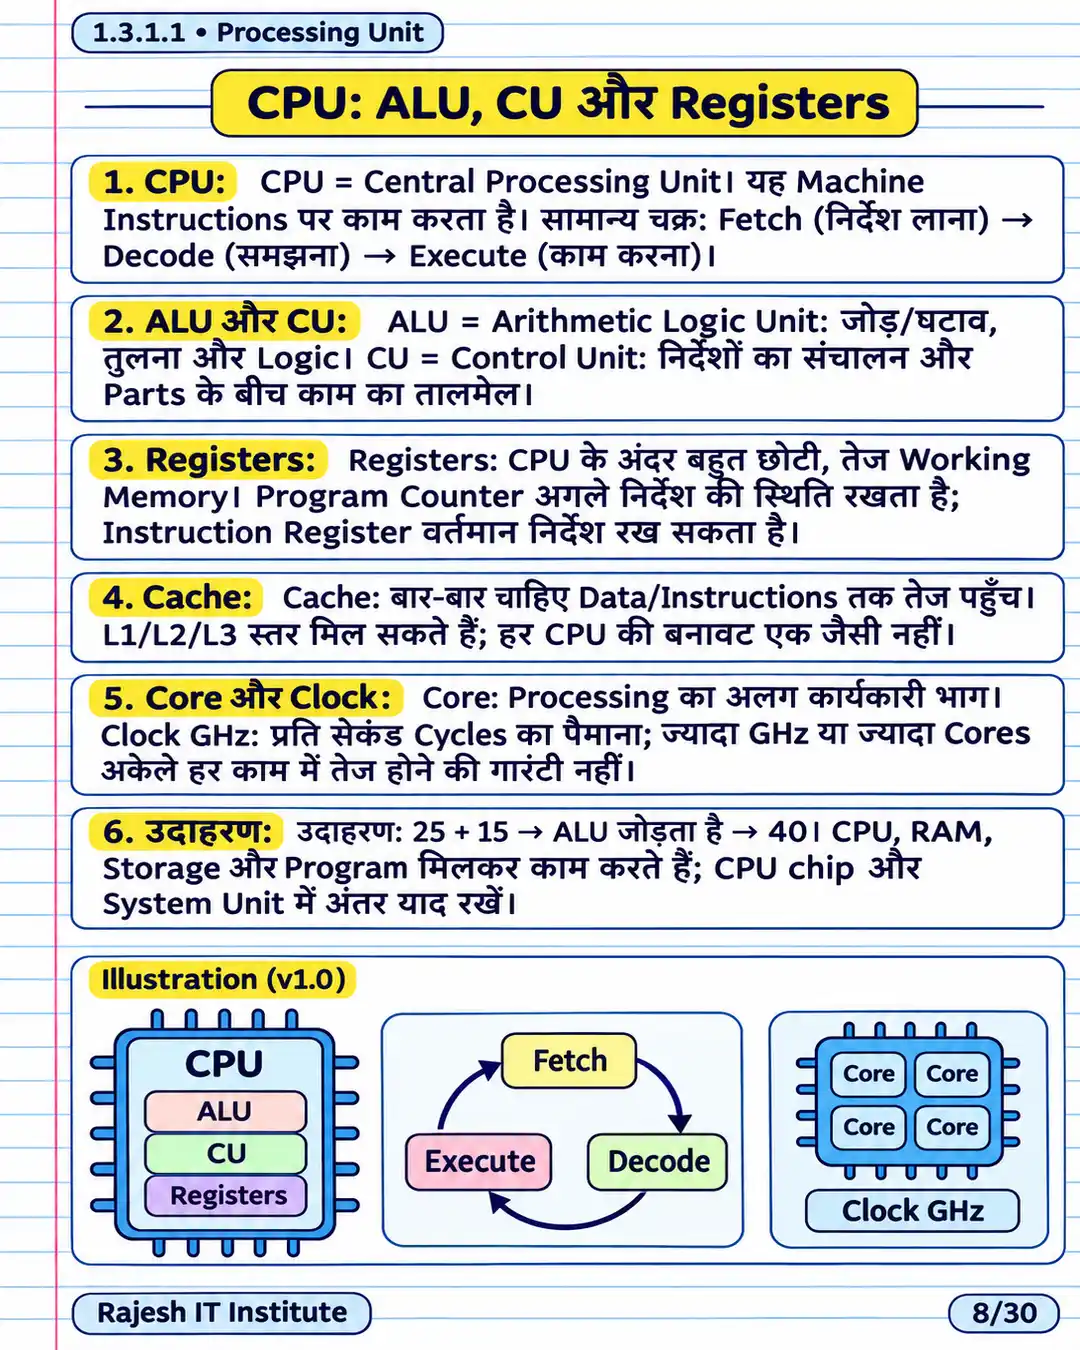 1.3.1.1 • Processing Unit
CPU: ALU, CU और Registers
1. CPU: CPU = Central Processing Unit। यह Machine
Instructions पर काम करता है। सामान्य चक्र: Fetch (निर्देश लाना) →
Decode (समझना) → Execute (काम करना)।
2. ALU और CU: ALU = Arithmetic Logic Unit: जोड़/घटाव,
तुलना और Logic। CU = Control Unit: निर्देशों का संचालन और
Parts के बीच काम का तालमेल।
3. Registers: Registers: CPU के अंदर बहुत छोटी, तेज Working
Memory। Program Counter अगले निर्देश की स्थिति रखता है;
Instruction Register वर्तमान निर्देश रख सकता है।
4. Cache: Cache: बार-बार चाहिए Data/Instructions तक तेज पहुँच।
L1/L2/L3 स्तर मिल सकते हैं; हर CPU की बनावट एक जैसी नहीं।
5. Core और Clock: Core: Processing का अलग कार्यकारी भाग।
Clock GHz: प्रति सेकंड Cycles का पैमाना; ज्यादा GHz या ज्यादा Cores
अकेले हर काम में तेज होने की गारंटी नहीं।
6. उदाहरण: उदाहरण: 25 + 15 → ALU जोड़ता है → 40। CPU, RAM,
Storage और Program मिलकर काम करते हैं; CPU chip और
System Unit में अंतर याद रखें।
Illustration (v1.0)
CPU
ALU
CU
Registers
Fetch
Execute
Decode
Core Core
Core Core
Clock GHz
Rajesh IT Institute
8/30